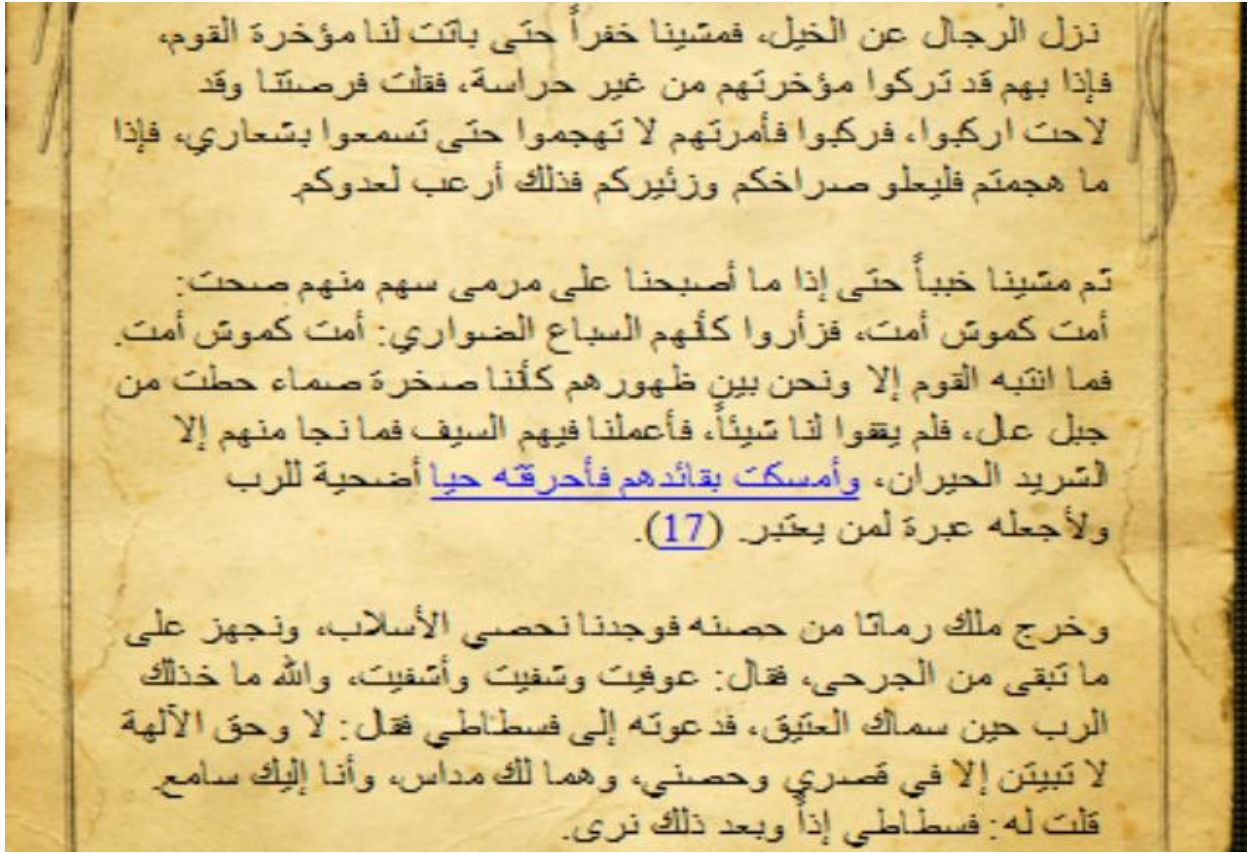 نزل الرجال عن الخيل، فمشينا خفراً حتى باتت لنا مؤخرة القوم،
فإذا بهم قد تركوا مؤخرتهم من غير حراسة، فقلت فرصتنا وقد
لاحت اركبوا، فركبوا فأمرتهم لا تهجموا حتى تسمعوا بشعاري، فإذا
ما هجمتم فليعلو صراخكم وزئيركم فذلك أرعب لعدوكم.
ثم مشينا خبباً حتى إذا ما أصبحنا على مرمى سهم منهم صحت:
أمت كموش أمت، فزأروا كأنهم السباع الضواري: أمت كموش أمت.
فما انتبه القوم إلا ونحن بين ظهورهم كأننا صخرة صماء حطت من
جبل عال، فلم يقفوا لنا شيئاً، فأعملنا فيهم السيف فما نجا منهم إلا
الشريد الحيران، وأمسكت بقائدهم فأحرقته حيا أضحية للرب
ولأجعله عبرة لمن يعتبر. (17).
وخرج ملك رماثا من حصنه فوجدنا نحصي الأسلاب، ونجهز على
ما تبقى من الجرحى، فقال: عوفيت وشفيت وأشفيت، والله ما خذلك
الرب حين سماك العتيق، فدعوته إلى فسطاطي فقال: لا وحق الآلهة
لا تبيتن إلا في قصري وحصني، وهما لك مداس، وأنا إليك سامع.
قلت له: فسطاطي إذاً وبعد ذلك نرى.